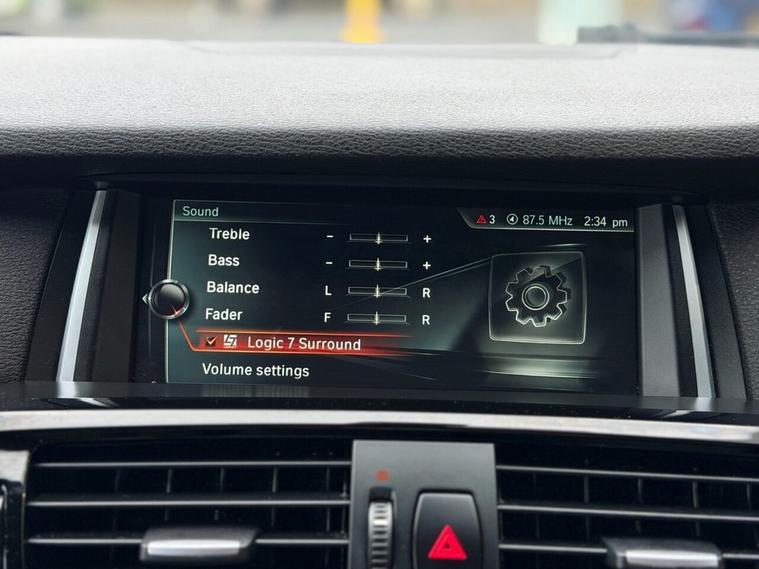 Sound
3 87.5 MHz 2:34 pm
Treble - +
Bass - +
Balance L R
Fader F R
Logic 7 Surround
Volume settings